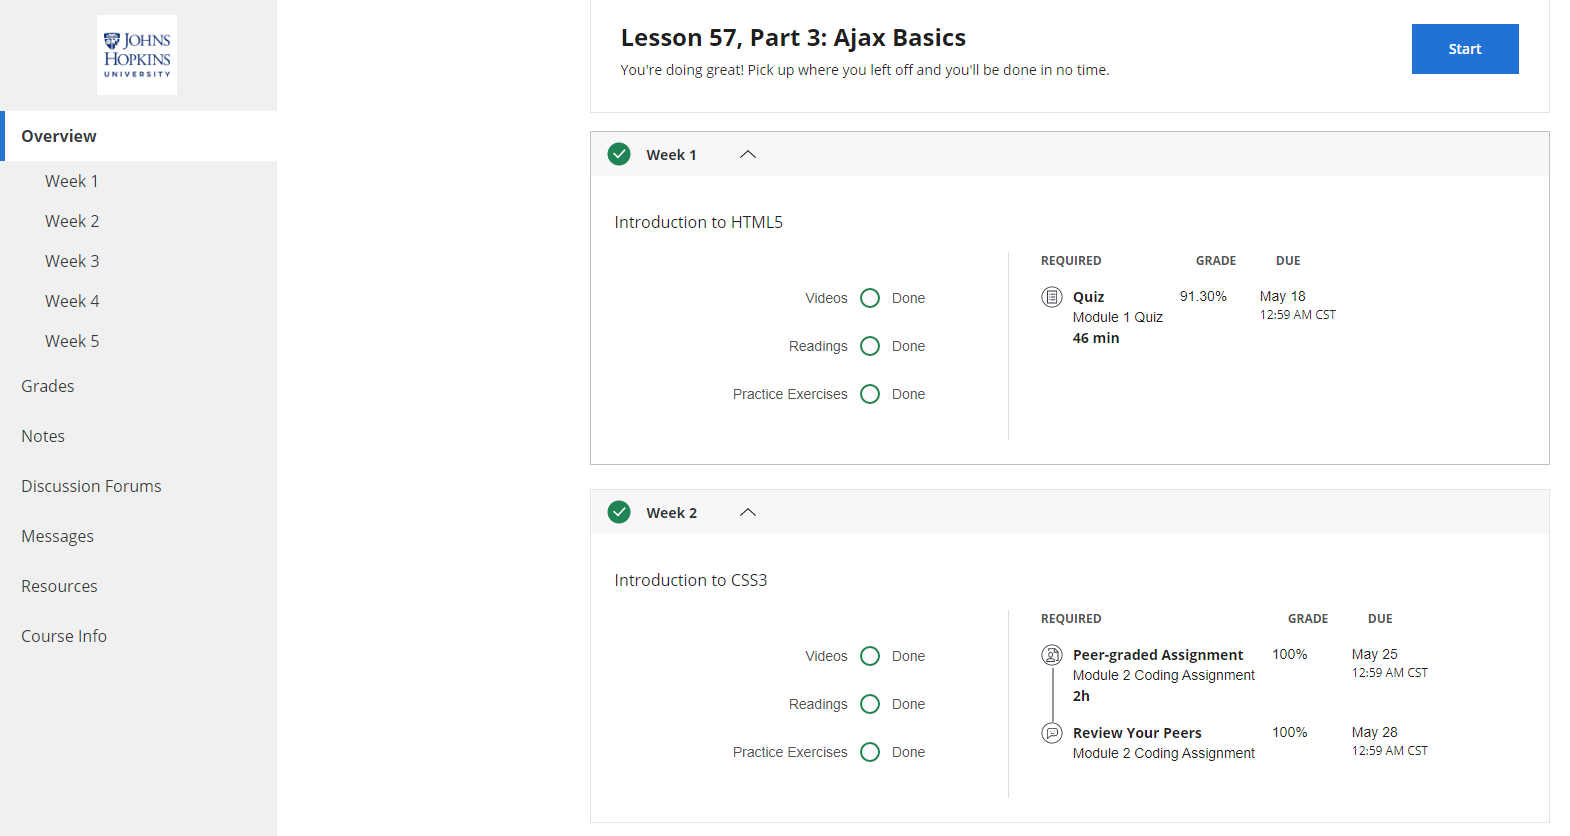 JOHNS
HOPKINS
UNIVERSITY
Overview
Week 1
Week 2
Week 3
Week 4
Week 5
Grades
Notes
Discussion Forums
Messages
Resources
Course Info
Lesson 57, Part 3: Ajax Basics
You're doing great! Pick up where you left off and you'll be done in no time.
Start
Week 1
Introduction to HTML5
Videos Done
Readings Done
Practice Exercises Done
REQUIRED GRADE DUE
Quiz 91.30% May 18
Module 1 Quiz 12:59 AM CST
46 min
Week 2
Introduction to CSS3
Videos Done
Readings Done
Practice Exercises Done
REQUIRED GRADE DUE
Peer-graded Assignment 100% May 25
Module 2 Coding Assignment 12:59 AM CST
2h
Review Your Peers 100% May 28
Module 2 Coding Assignment 12:59 AM CST